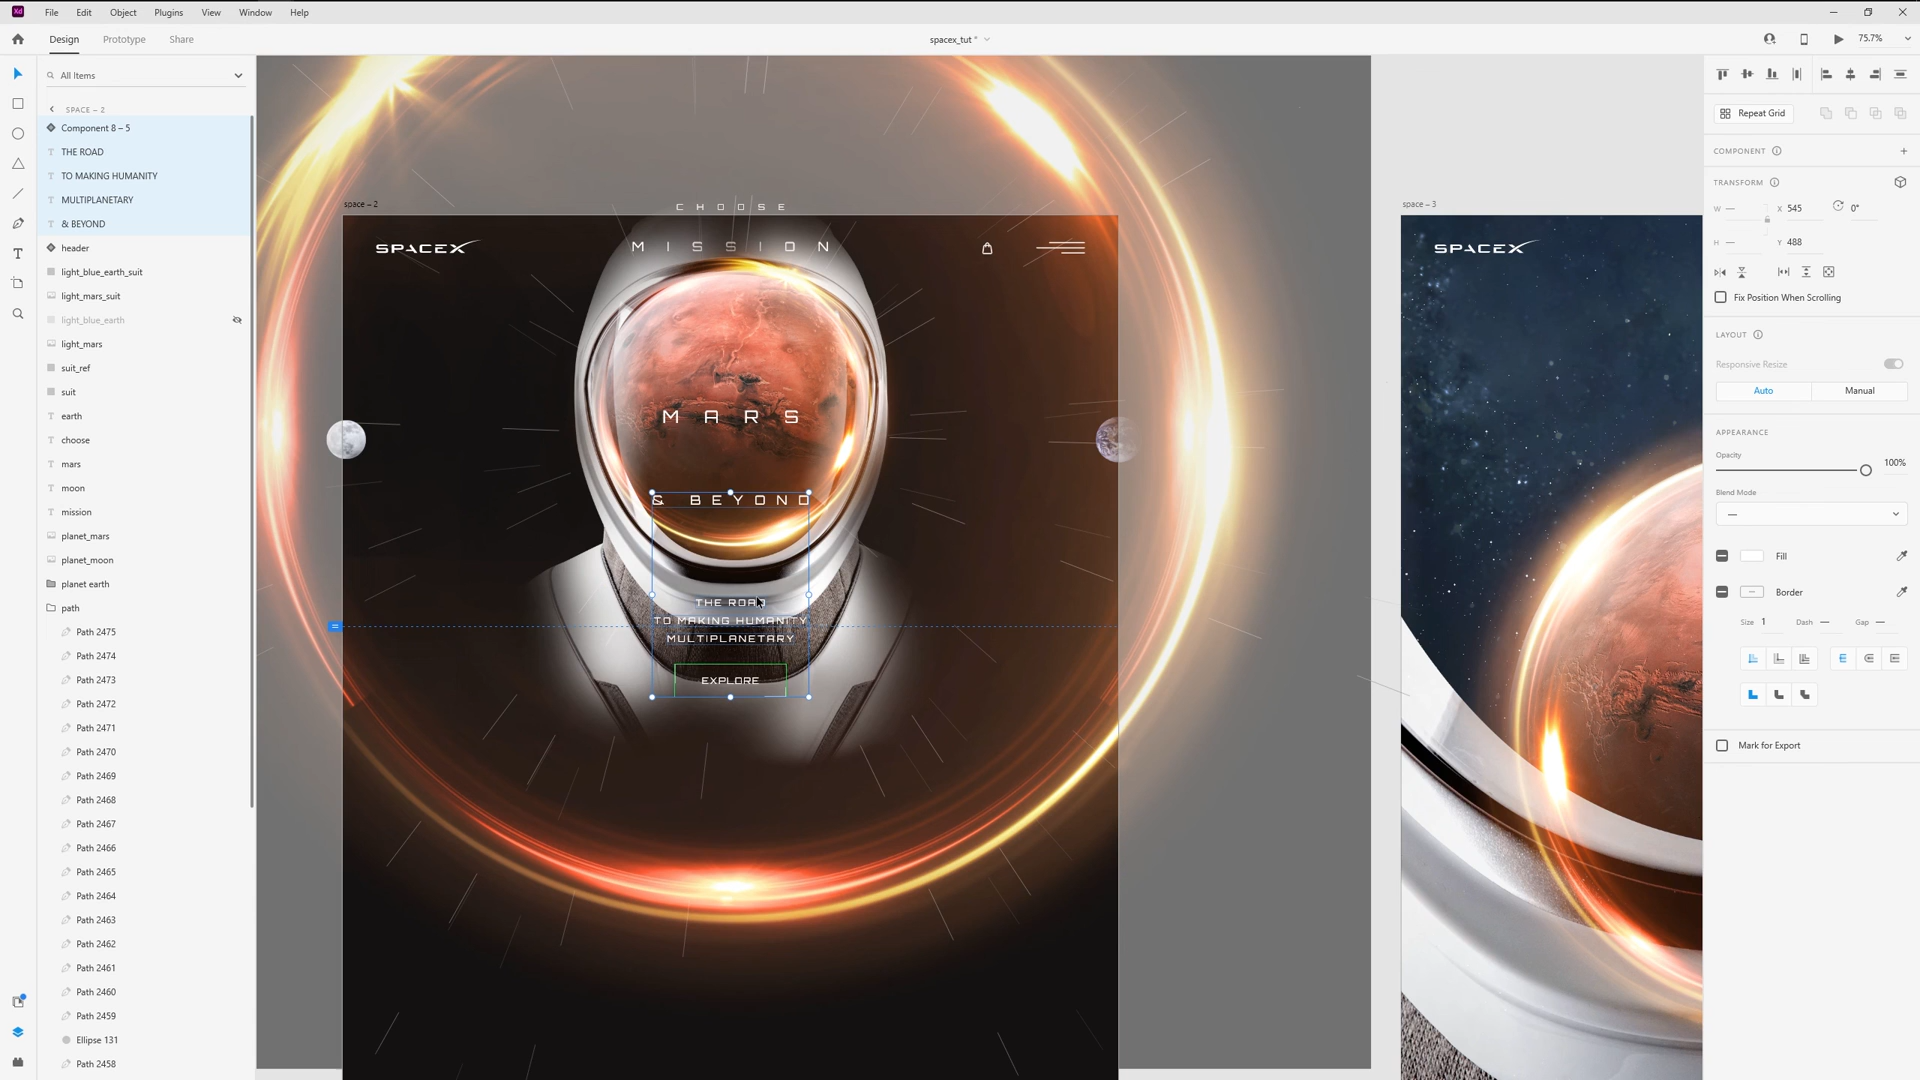 Xd File Edit Object Plugins View Window Help
Design Prototype Share
spacex_tut *
75.7%
All Items
SPACE – 2
Component 8 – 5
THE ROAD
TO MAKING HUMANITY
MULTIPLANETARY
& BEYOND
header
light_blue_earth_suit
light_mars_suit
light_blue_earth
light_mars
suit_ref
suit
earth
choose
mars
moon
mission
planet_mars
planet_moon
planet earth
path
Path 2475
Path 2474
Path 2473
Path 2472
Path 2471
Path 2470
Path 2469
Path 2468
Path 2467
Path 2466
Path 2465
Path 2464
Path 2463
Path 2462
Path 2461
Path 2460
Path 2459
Ellipse 131
Path 2458
space – 2
CHOOSE
SPACEX
MISSION
MARS
& BEYOND
THE ROAD
TO MAKING HUMANITY
MULTIPLANETARY
EXPLORE
space – 3
SPACEX
Repeat Grid
COMPONENT
TRANSFORM
W — X 545 0°
H — Y 488
Fix Position When Scrolling
LAYOUT
Responsive Resize
Auto Manual
APPEARANCE
Opacity
100%
Blend Mode
—
Fill
Border
Size 1 Dash — Gap —
Mark for Export